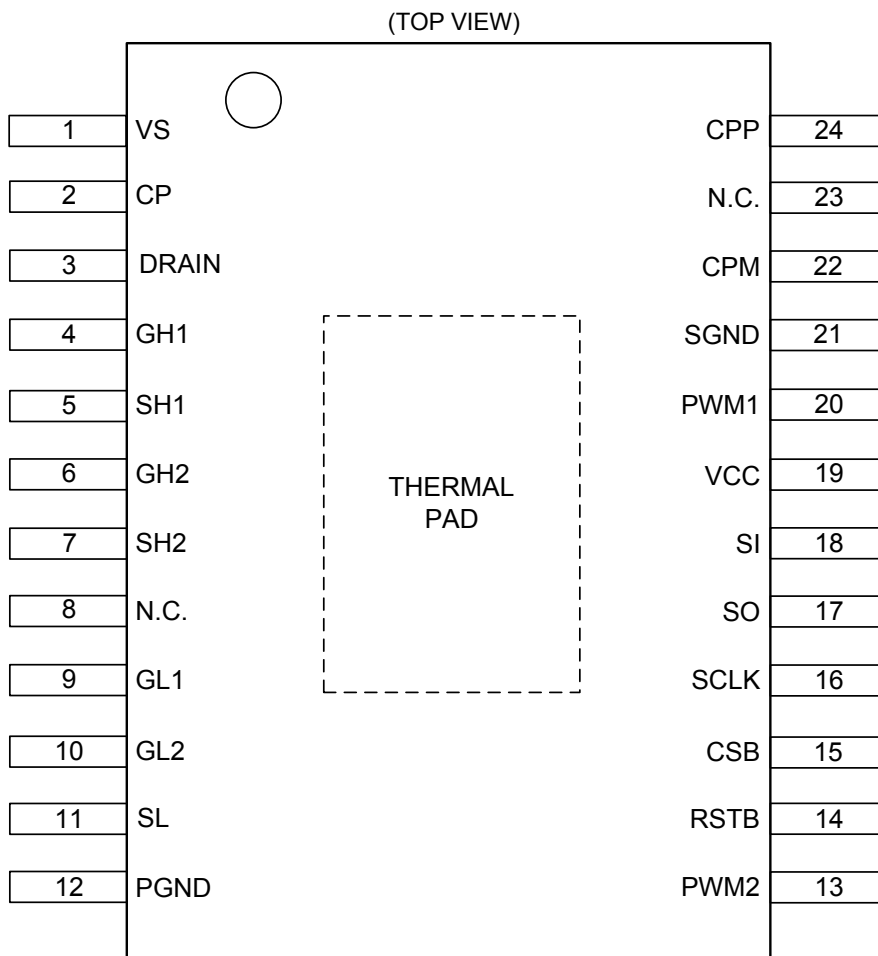 (TOP VIEW)
1 VS CPP 24
2 CP N.C. 23
3 DRAIN CPM 22
4 GH1 SGND 21
5 SH1 PWM1 20
6 GH2 VCC 19
THERMAL
PAD
7 SH2 SI 18
8 N.C. SO 17
9 GL1 SCLK 16
10 GL2 CSB 15
11 SL RSTB 14
12 PGND PWM2 13